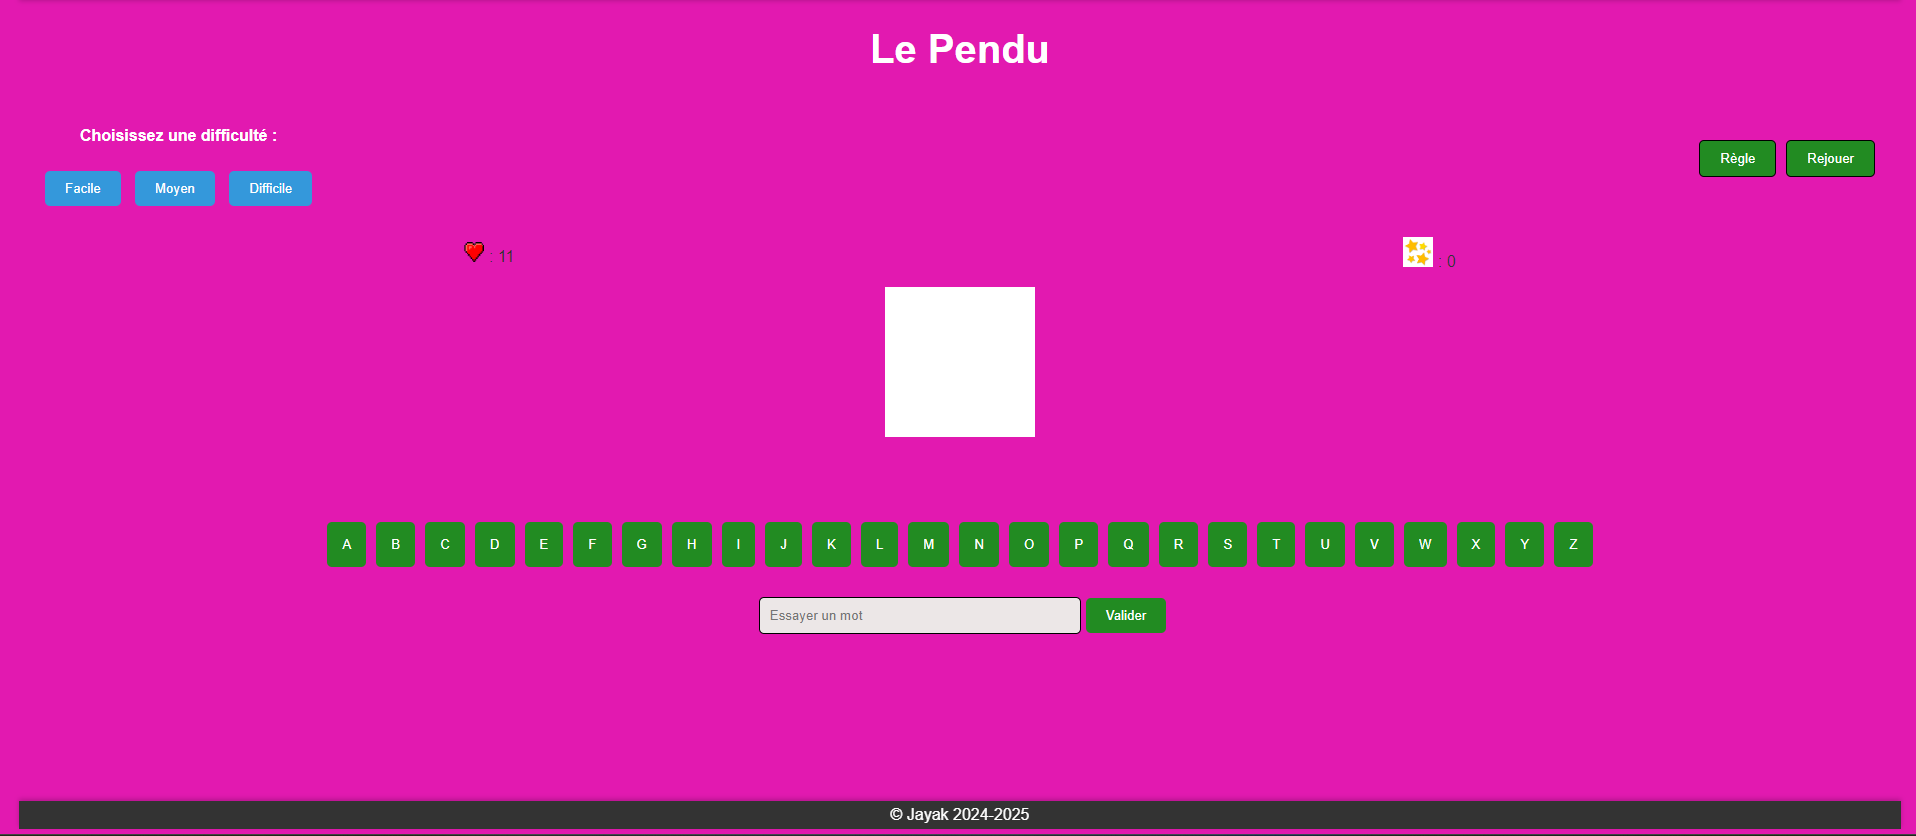 Le Pendu
Choisissez une difficulté :
Facile Moyen Difficile
Règle Rejouer
: 11
: 0
A B C D E F G H I J K L M N O P Q R S T U V W X Y Z
Essayer un mot Valider
© Jayak 2024-2025